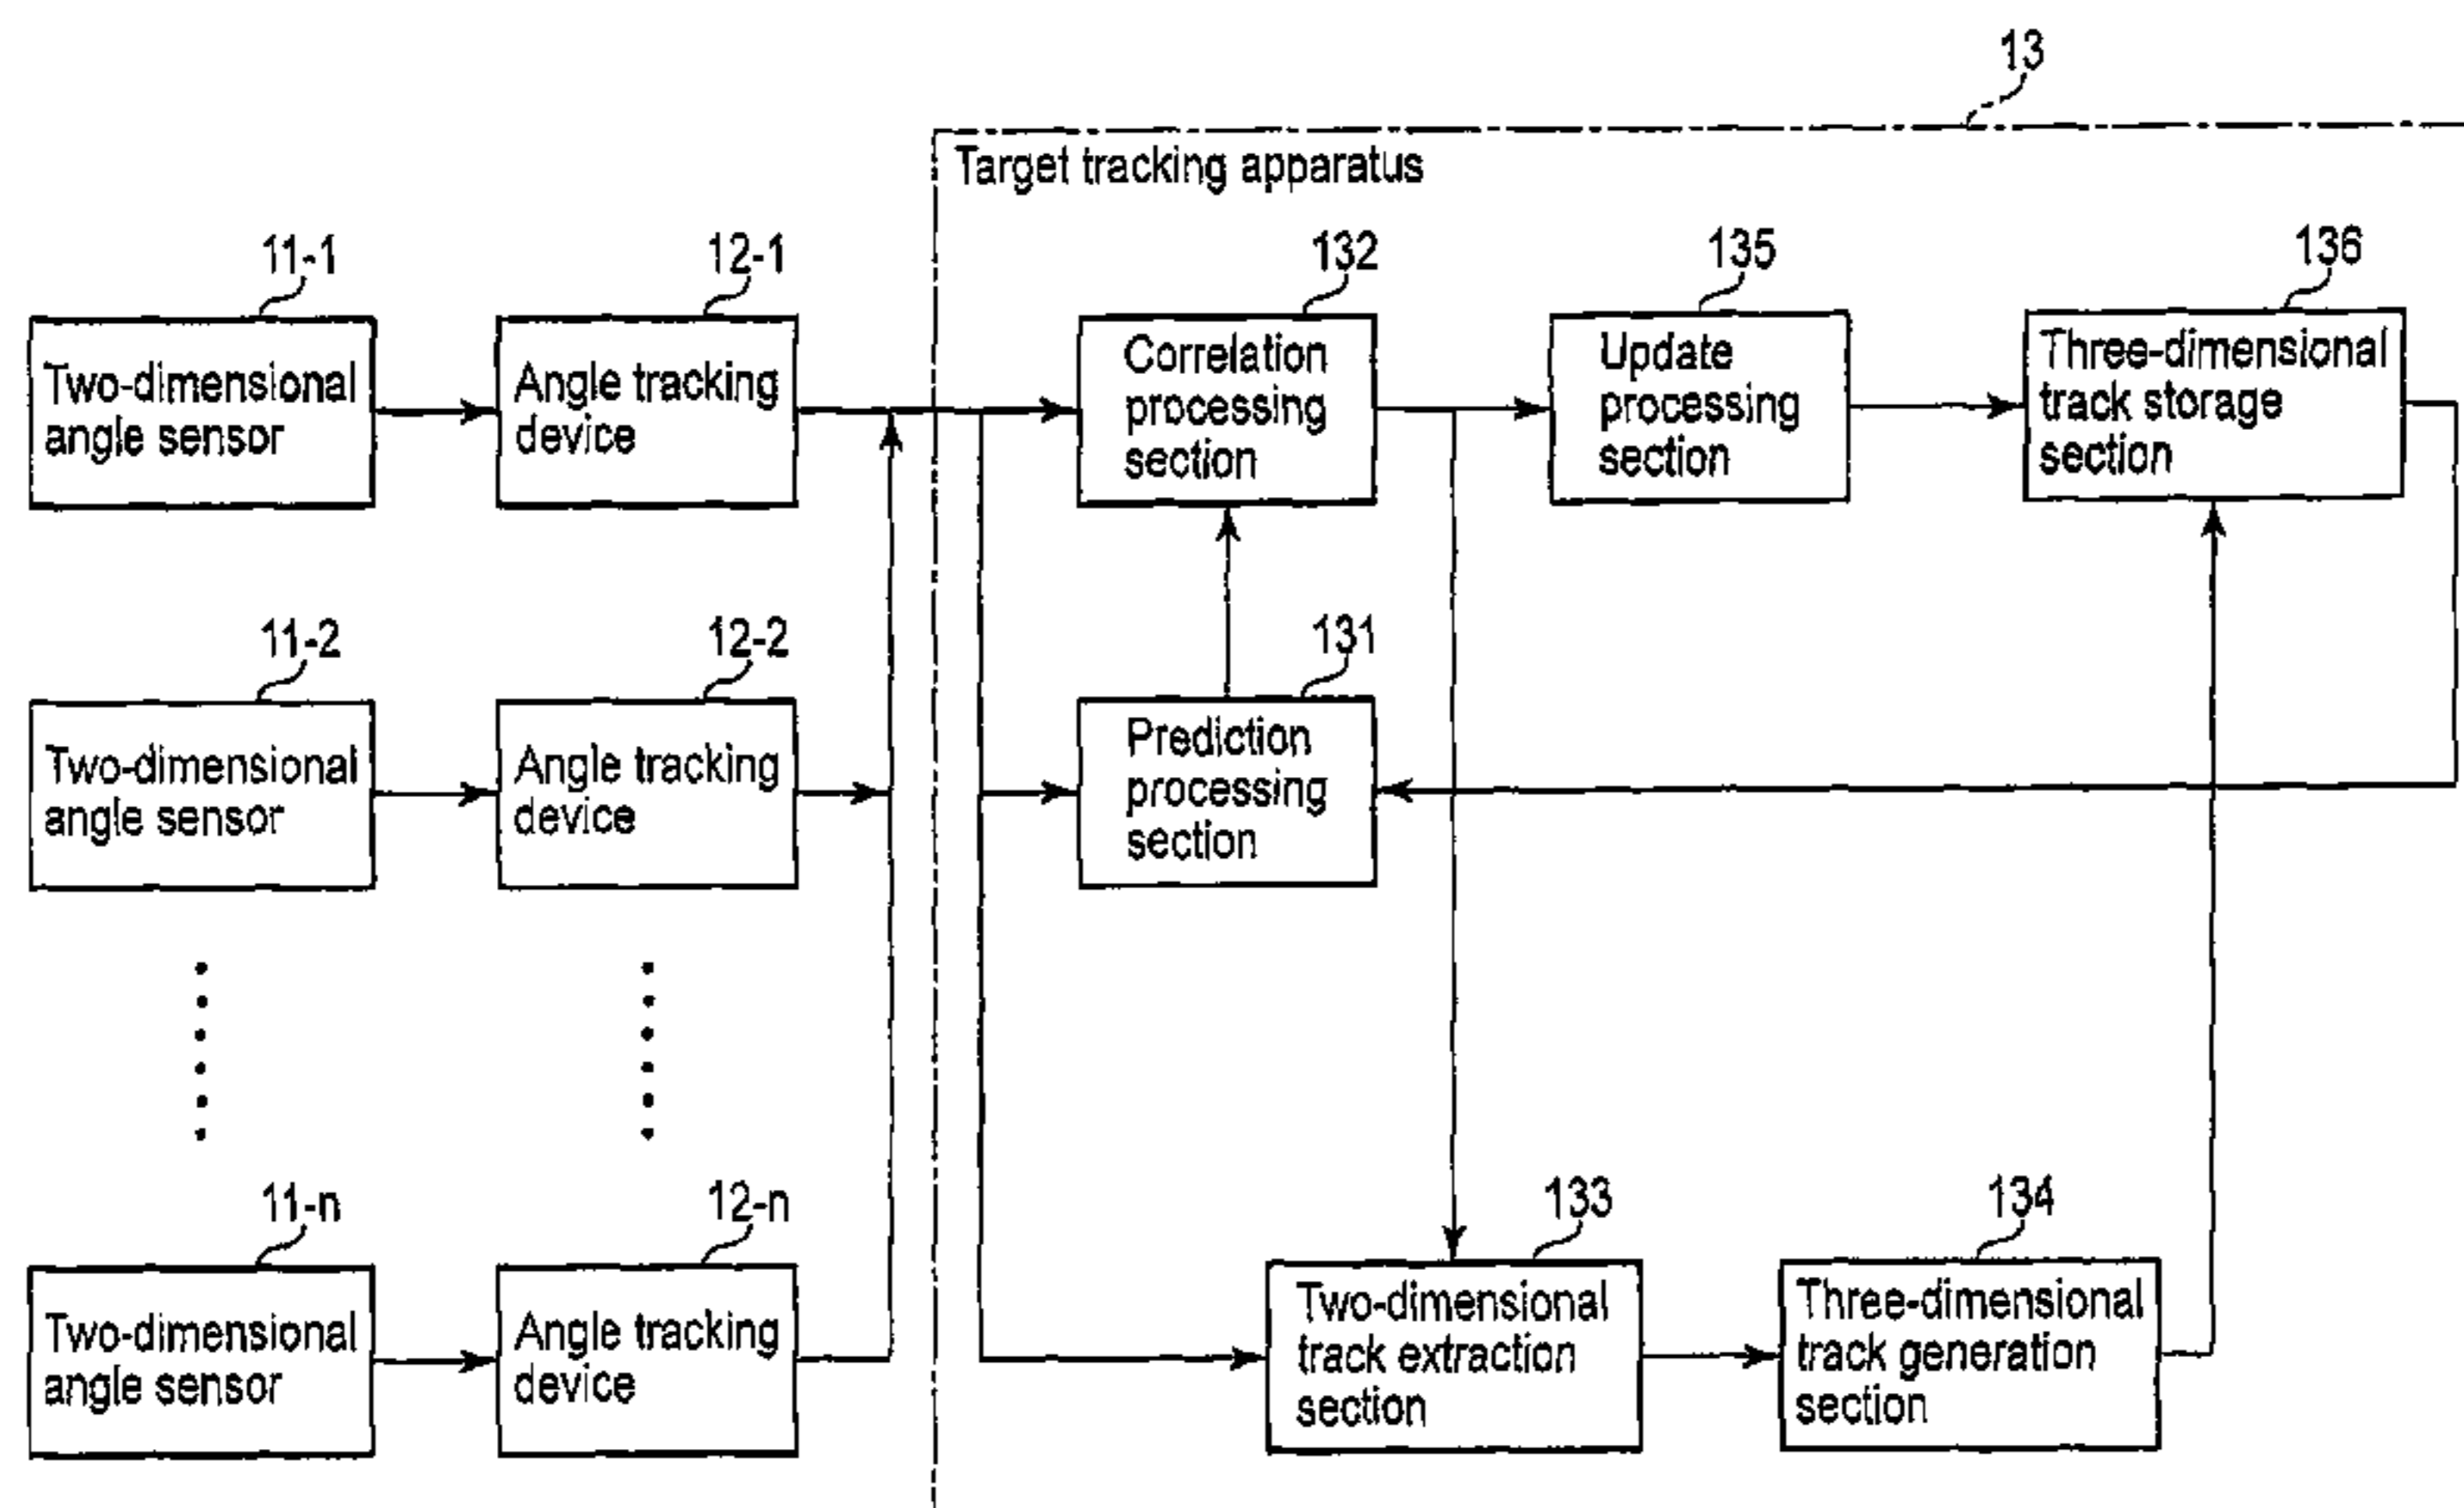 13
Target tracking apparatus
11-1
12-1
132
135
136
Two-dimensional
angle sensor
Angle tracking
device
Correlation
processing
section
Update
processing
section
Three-dimensional
track storage
section
11-2
12-2
131
Two-dimensional
angle sensor
Angle tracking
device
Prediction
processing
section
11-n
12-n
133
134
Two-dimensional
angle sensor
Angle tracking
device
Two-dimensional
track extraction
section
Three-dimensional
track generation
section